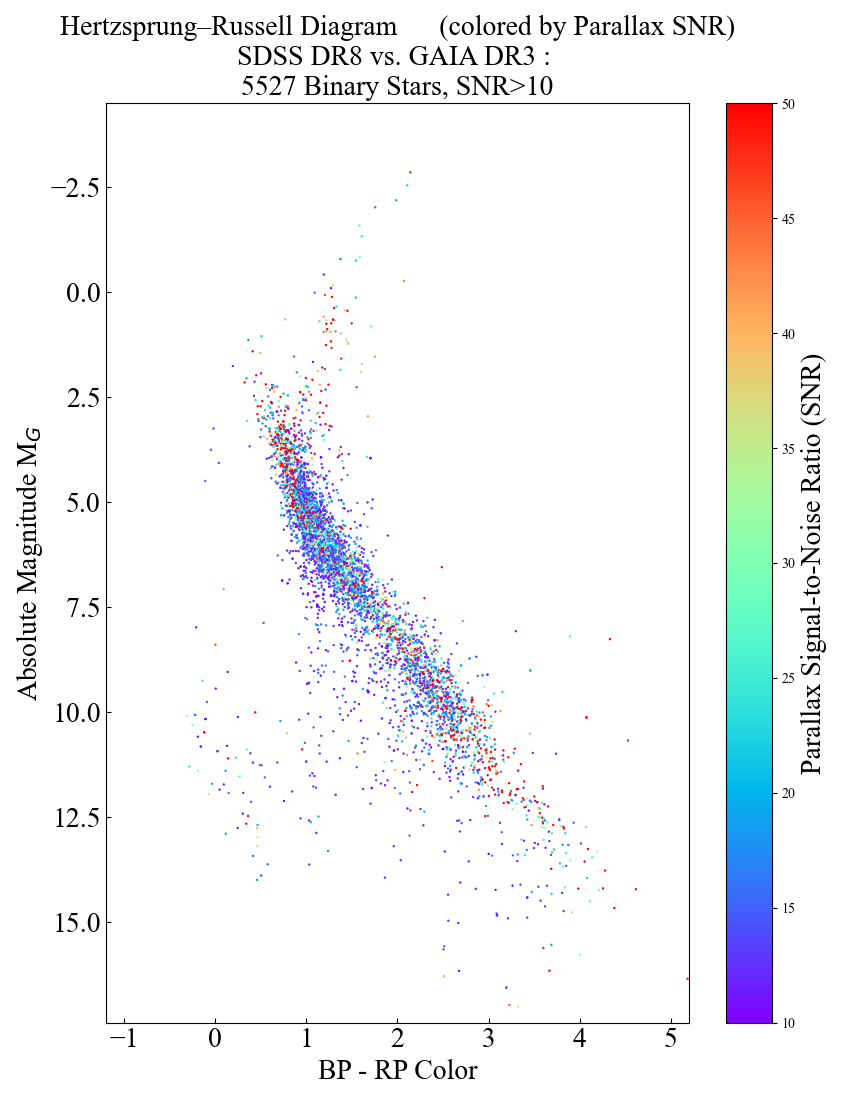 Hertzsprung–Russell Diagram (colored by Parallax SNR)
SDSS DR8 vs. GAIA DR3 :
5527 Binary Stars, SNR>10
Absolute Magnitude M_G
−2.5
0.0
2.5
5.0
7.5
10.0
12.5
15.0
−1 0 1 2 3 4 5
BP - RP Color
50
45
40
35
30
25
20
15
10
Parallax Signal-to-Noise Ratio (SNR)